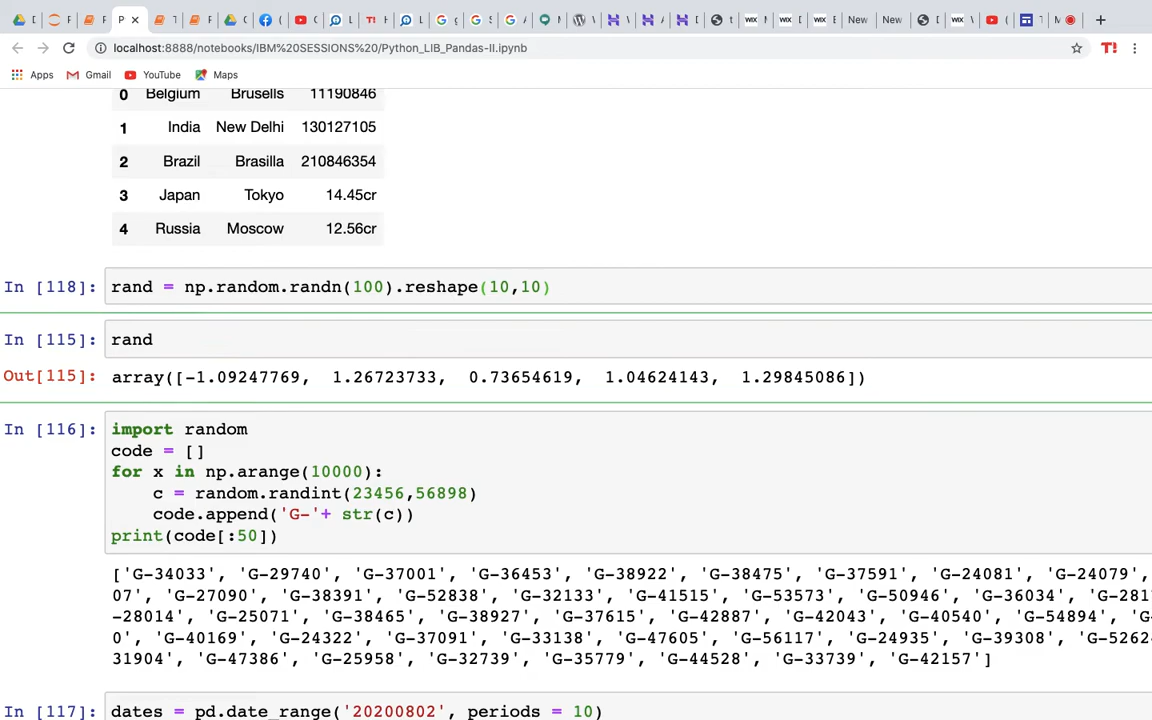 localhost:8888/notebooks/IBM%20SESSIONS%20/Python_LIB_Pandas-II.ipynb
Apps Gmail YouTube Maps
0 Belgium Brusells 11190846
1 India New Delhi 130127105
2 Brazil Brasilla 210846354
3 Japan Tokyo 14.45cr
4 Russia Moscow 12.56cr
In [118]: rand = np.random.randn(100).reshape(10,10)
In [115]: rand
Out[115]: array([-1.09247769, 1.26723733, 0.73654619, 1.04624143, 1.29845086])
In [116]: import random
code = []
for x in np.arange(10000):
c = random.randint(23456,56898)
code.append('G-'+ str(c))
print(code[:50])
['G-34033', 'G-29740', 'G-37001', 'G-36453', 'G-38922', 'G-38475', 'G-37591', 'G-24081', 'G-24079',
07', 'G-27090', 'G-38391', 'G-52838', 'G-32133', 'G-41515', 'G-53573', 'G-50946', 'G-36034', 'G-281
-28014', 'G-25071', 'G-38465', 'G-38927', 'G-37615', 'G-42887', 'G-42043', 'G-40540', 'G-54894', 'G-
0', 'G-40169', 'G-24322', 'G-37091', 'G-33138', 'G-47605', 'G-56117', 'G-24935', 'G-39308', 'G-5262
31904', 'G-47386', 'G-25958', 'G-32739', 'G-35779', 'G-44528', 'G-33739', 'G-42157']
In [117]: dates = pd.date_range('20200802', periods = 10)